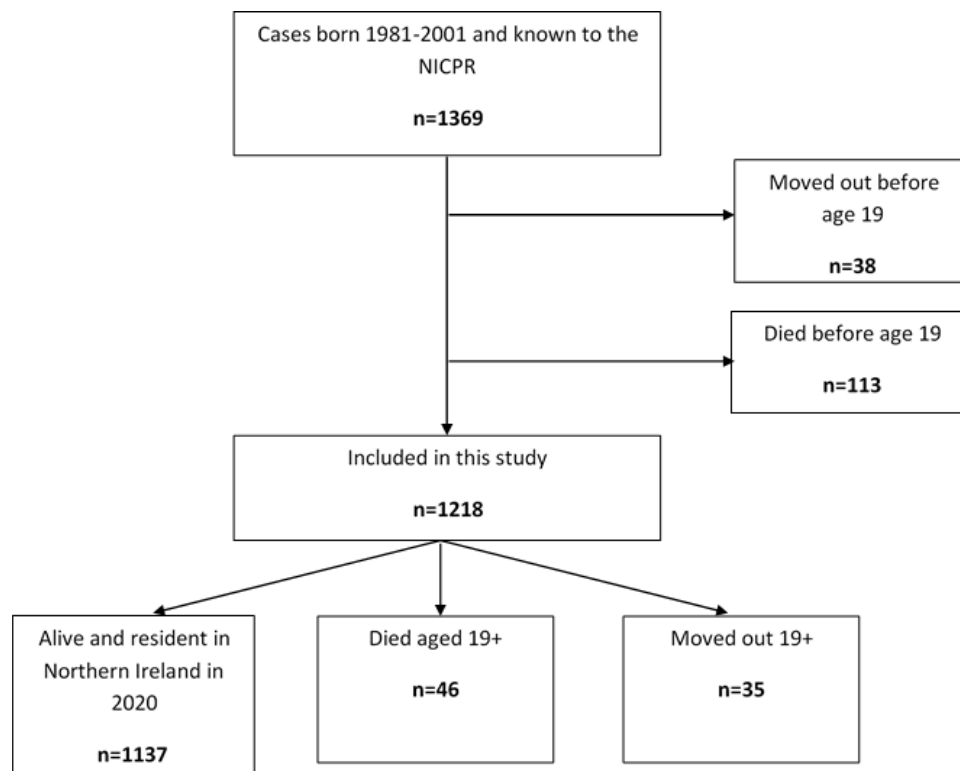 Cases born 1981-2001 and known to the
NICPR
n=1369
Moved out before
age 19
n=38
Died before age 19
n=113
Included in this study
n=1218
Alive and resident in
Northern Ireland in
2020
n=1137
Died aged 19+
n=46
Moved out 19+
n=35